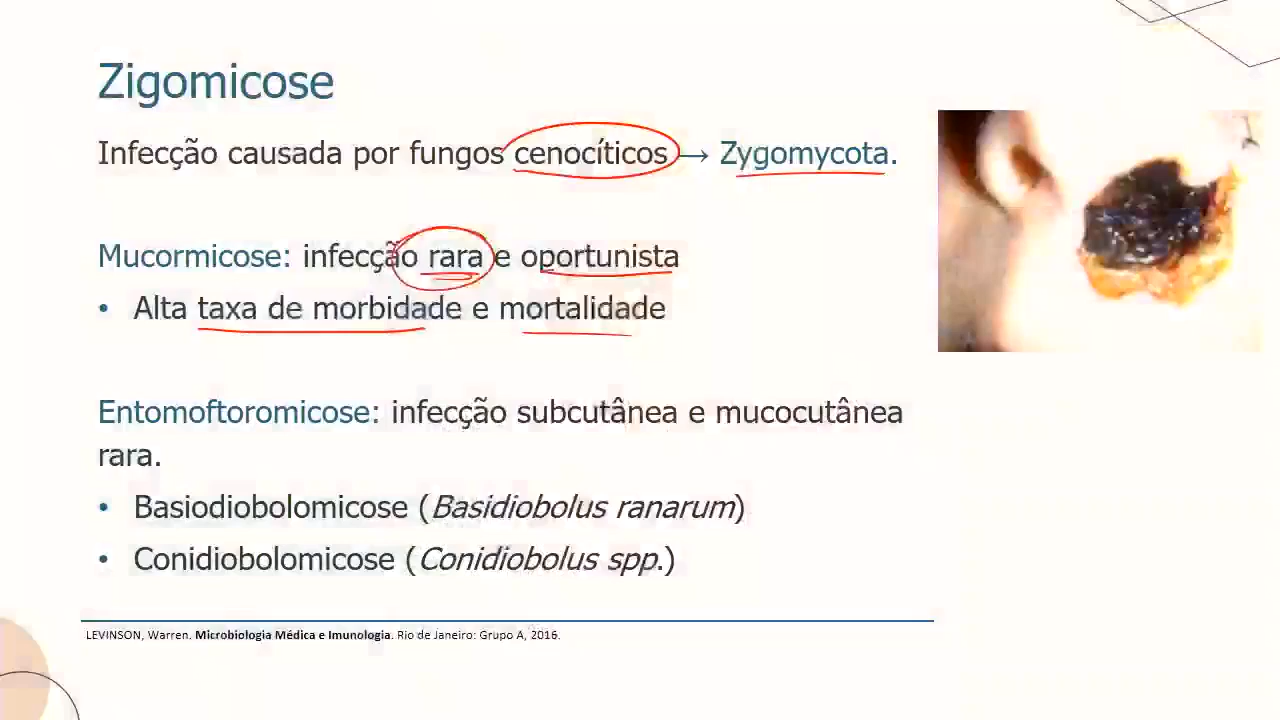 Zigomicose
Infecção causada por fungos cenocíticos → Zygomycota.
Mucormicose: infecção rara e oportunista
• Alta taxa de morbidade e mortalidade
Entomoftoromicose: infecção subcutânea e mucocutânea
rara.
• Basiodiobolomicose (Basidiobolus ranarum)
• Conidiobolomicose (Conidiobolus spp.)
LEVINSON, Warren. Microbiologia Médica e Imunologia. Rio de Janeiro: Grupo A, 2016.